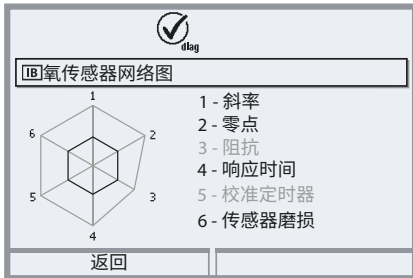 diag
IB 氧传感器网络图
1
2
3
4
5
6
1 - 斜率
2 - 零点
3 - 阻抗
4 - 响应时间
5 - 校准定时器
6 - 传感器磨损
返回